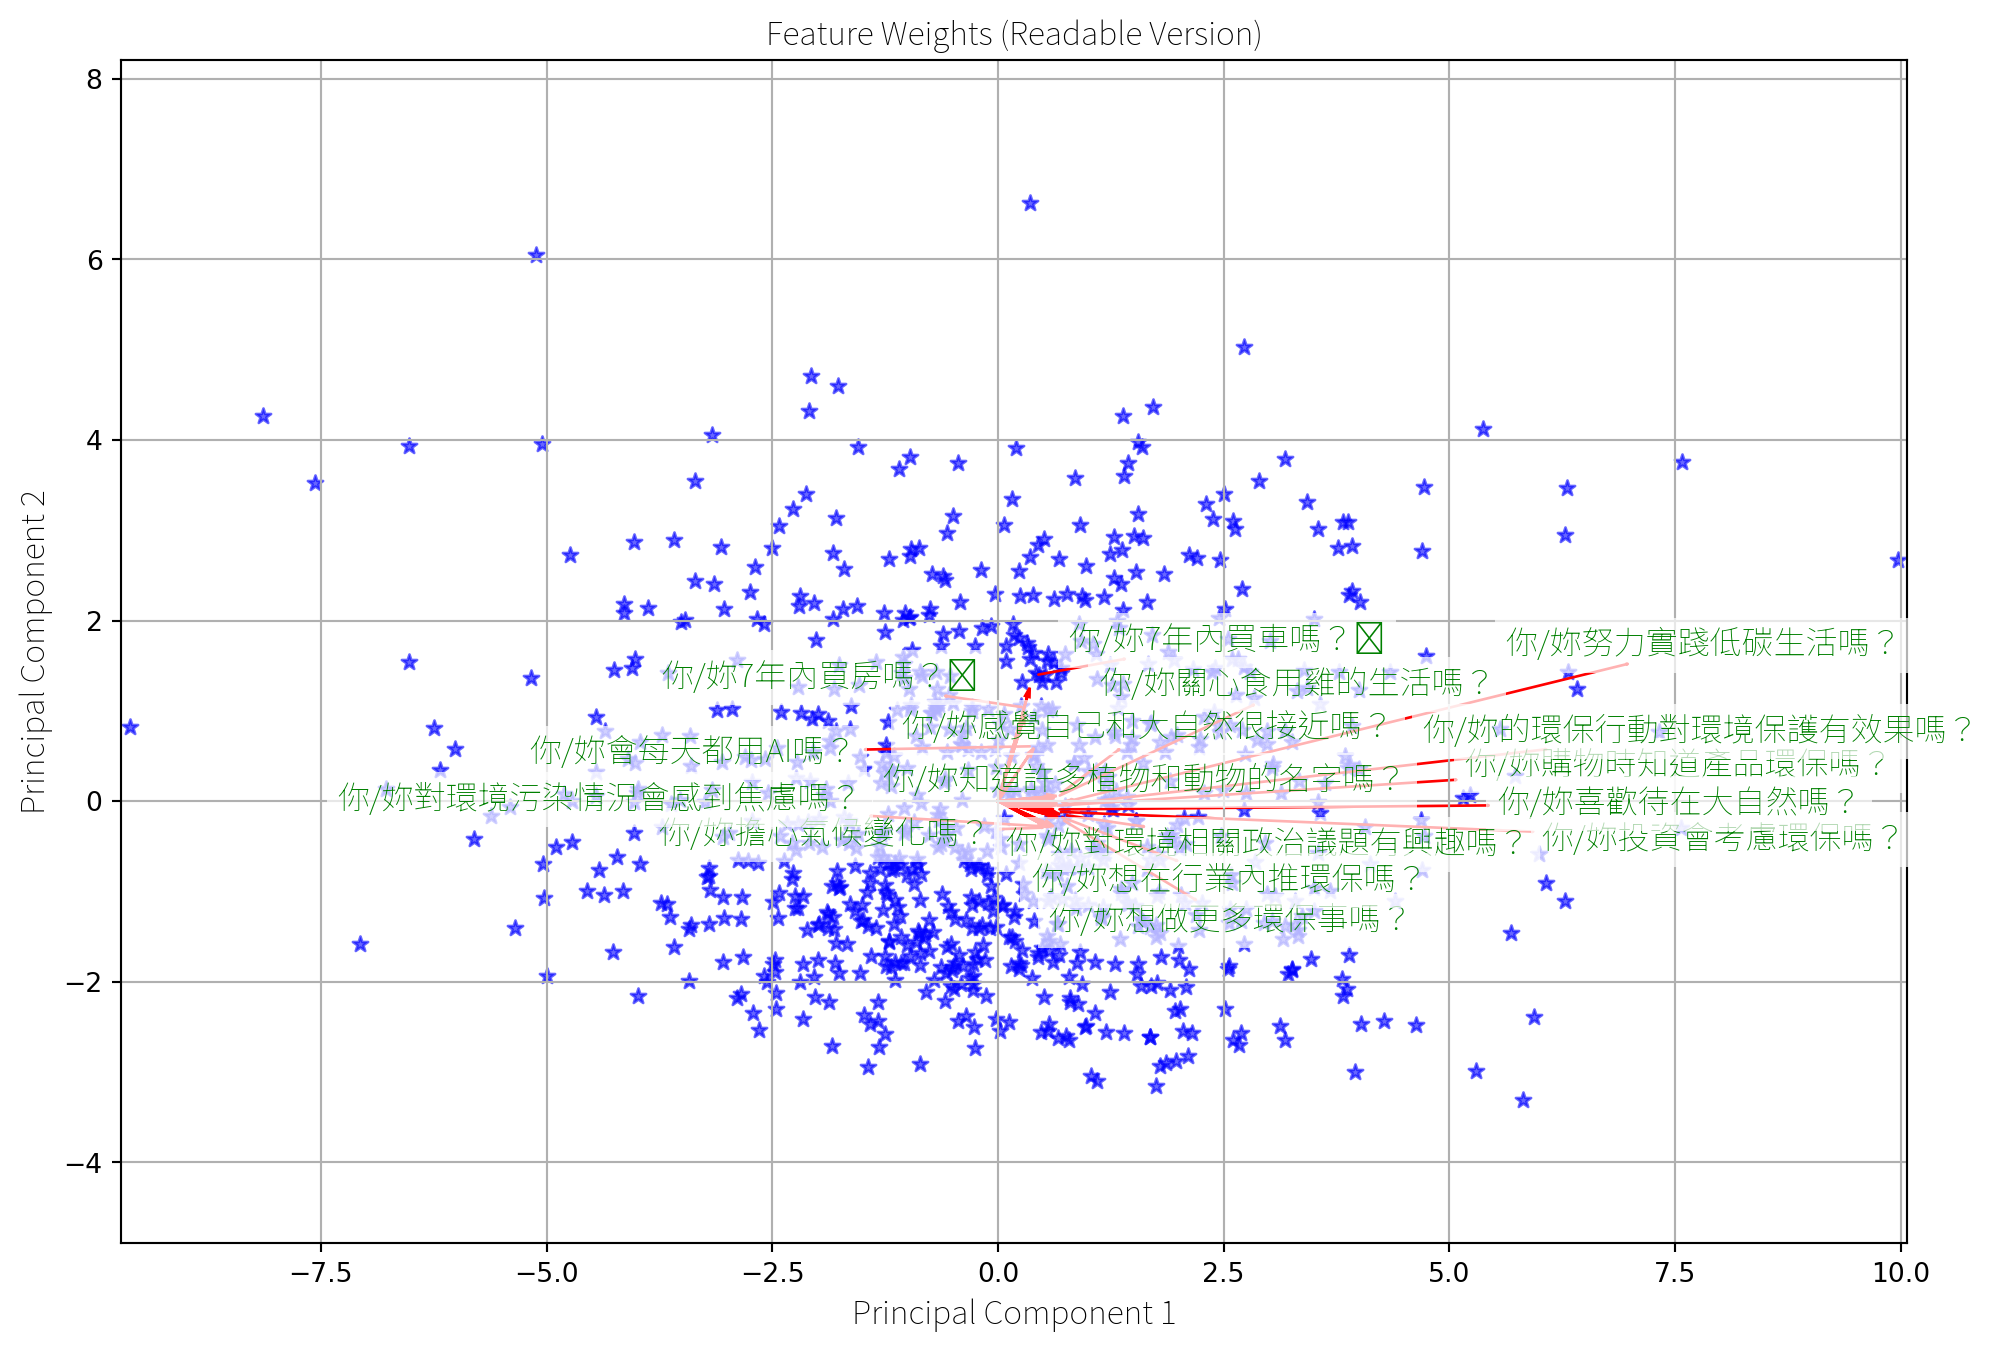 Feature Weights (Readable Version)
8
6
4
2
0
−2
−4
Principal Component 2
你/妳7年內買車嗎？
你/妳努力實踐低碳生活嗎？
你/妳7年內買房嗎？
你/妳關心食用雞的生活嗎？
你/妳感覺自己和大自然很接近嗎？
你/妳的環保行動對環境保護有效果嗎？
你/妳會每天都用AI嗎？
你/妳購物時知道產品環保嗎？
你/妳知道許多植物和動物的名字嗎？
你/妳對環境污染情況會感到焦慮嗎？
你/妳喜歡待在大自然嗎？
你/妳擔心氣候變化嗎？
你/妳對環境相關政治議題有興趣嗎？
你/妳投資會考慮環保嗎？
你/妳想在行業內推環保嗎？
你/妳想做更多環保事嗎？
−7.5
−5.0
−2.5
0.0
2.5
5.0
7.5
10.0
Principal Component 1